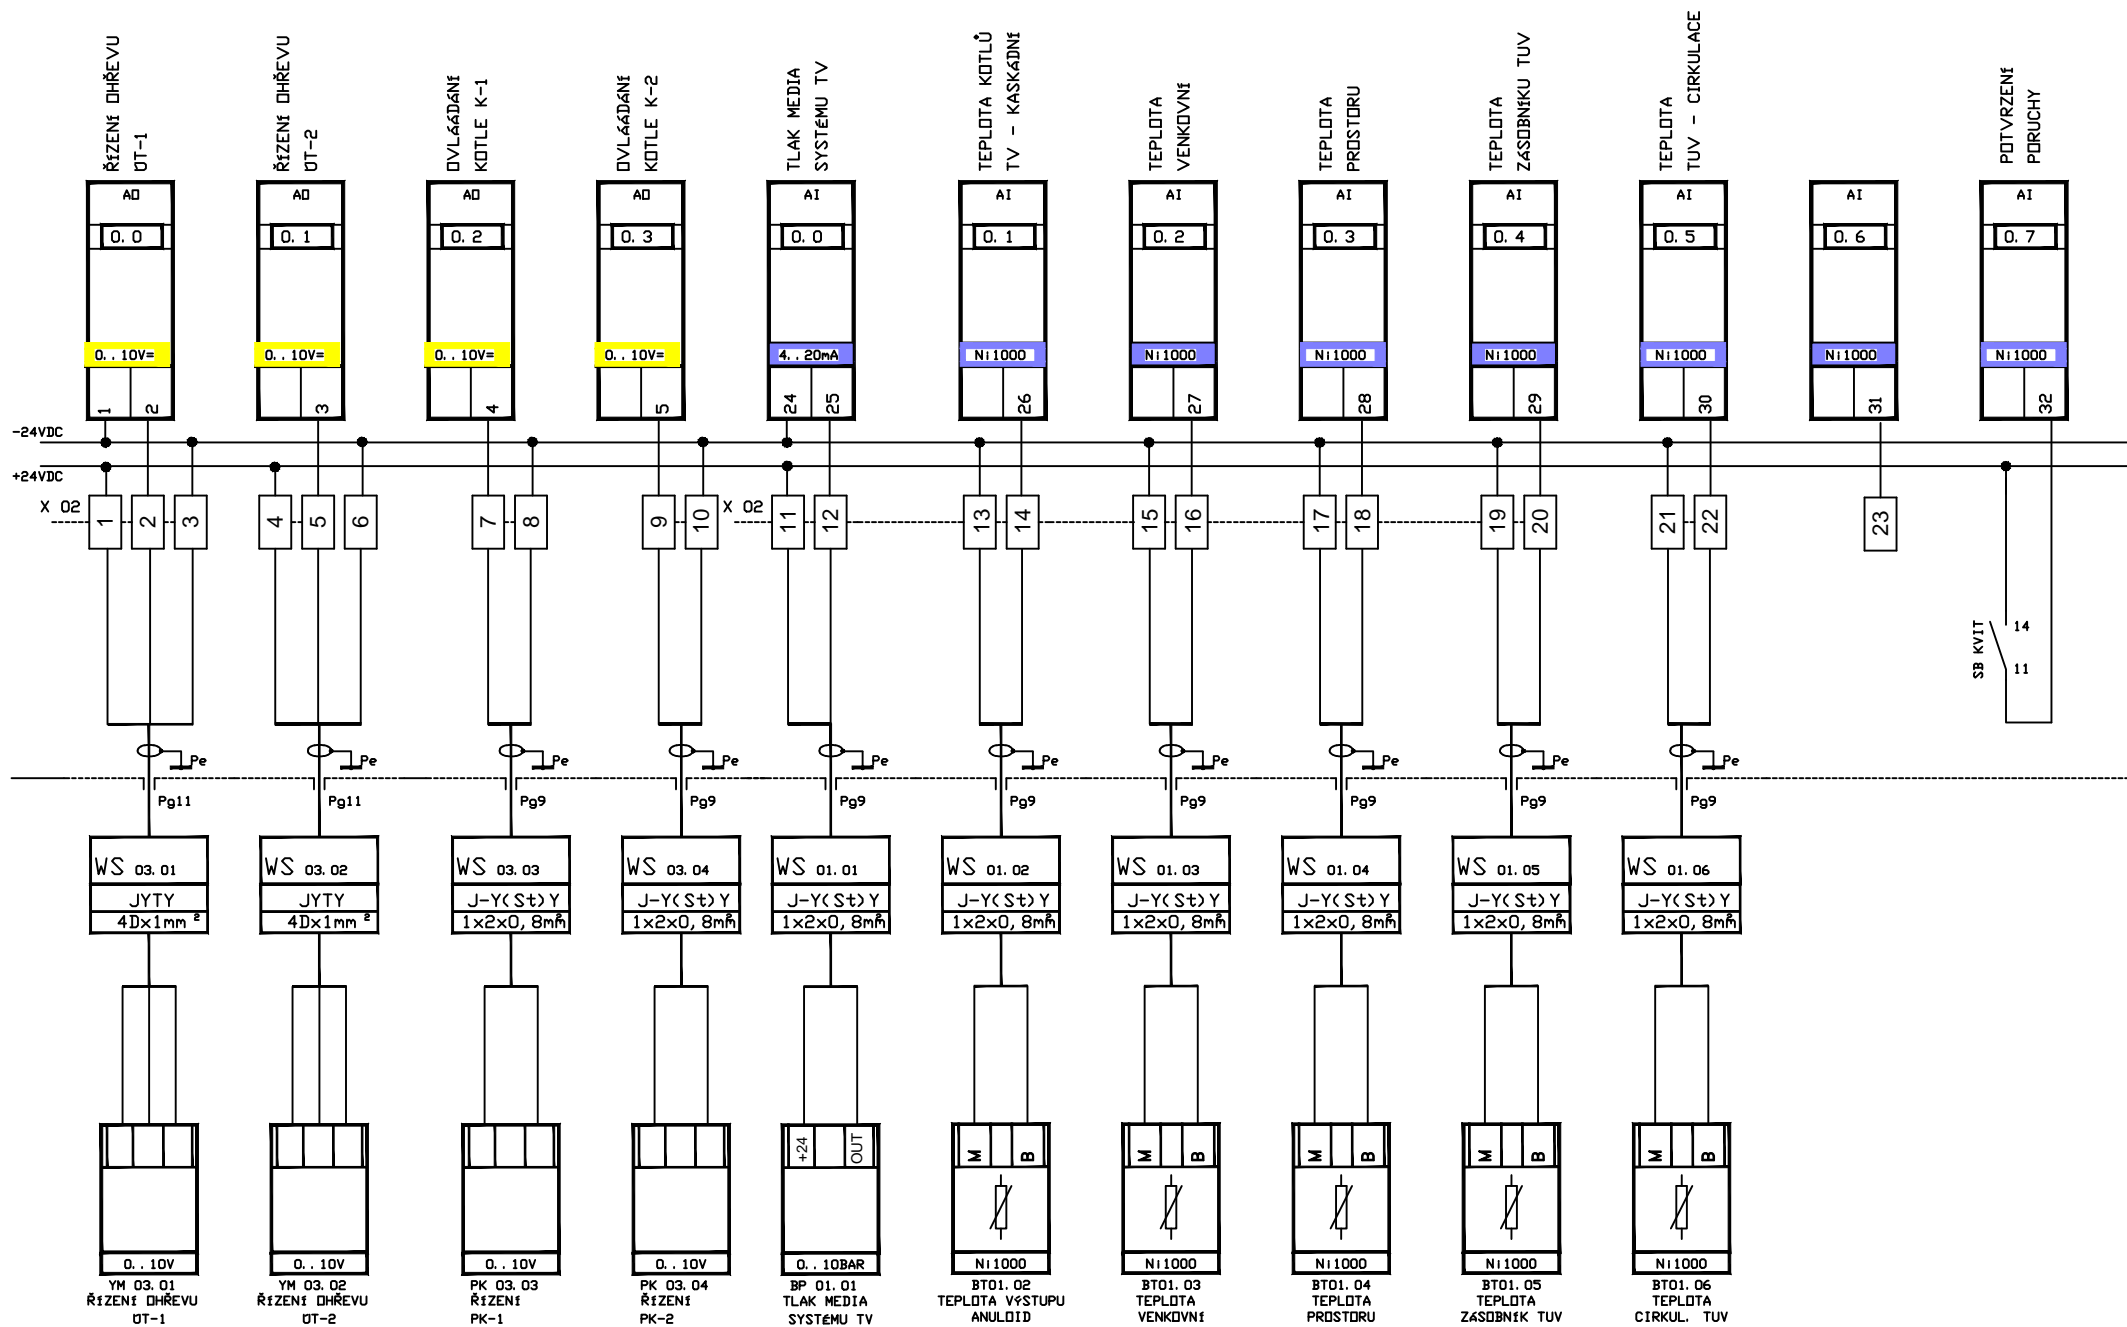 ŘÍZENÍ OHŘEVU
ÚT-1
ŘÍZENÍ OHŘEVU
ÚT-2
OVLÁÁDÁNÍ
KOTLE K-1
OVLÁÁDÁNÍ
KOTLE K-2
TLAK MEDIA
SYSTÉMU TV
TEPLOTA KOTLŮ
TV - KASKÁDNÍ
TEPLOTA
VENKOVNÍ
TEPLOTA
PROSTORU
TEPLOTA
ZÁSOBNÍKU TUV
TEPLOTA
TUV - CIRKULACE
POTVRZENÍ
PORUCHY
AO AO AO AO AI AI AI AI AI AI AI AI
0.0 0.1 0.2 0.3 0.0 0.1 0.2 0.3 0.4 0.5 0.6 0.7
0..10V= 0..10V= 0..10V= 0..10V= 4..20mA Ni1000 Ni1000 Ni1000 Ni1000 Ni1000 Ni1000 Ni1000
1 2 3 4 5 24 25 26 27 28 29 30 31 32
-24VDC
+24VDC
X 02 1 2 3 4 5 6 7 8 9 10 X 02 11 12 13 14 15 16 17 18 19 20 21 22 23
SB KVIT
14
11
Pe Pe Pe Pe Pe Pe Pe Pe Pe Pe
Pg11 Pg11 Pg9 Pg9 Pg9 Pg9 Pg9 Pg9 Pg9 Pg9
WS 03.01 WS 03.02 WS 03.03 WS 03.04 WS 01.01 WS 01.02 WS 01.03 WS 01.04 WS 01.05 WS 01.06
JYTY JYTY J-Y(St)Y J-Y(St)Y J-Y(St)Y J-Y(St)Y J-Y(St)Y J-Y(St)Y J-Y(St)Y J-Y(St)Y
4Dx1mm² 4Dx1mm² 1x2x0,8mm² 1x2x0,8mm² 1x2x0,8mm² 1x2x0,8mm² 1x2x0,8mm² 1x2x0,8mm² 1x2x0,8mm² 1x2x0,8mm²
+24 OUT M B M B M B M B M B
0..10V 0..10V 0..10V 0..10V 0..10BAR Ni1000 Ni1000 Ni1000 Ni1000 Ni1000
YM 03.01
ŘÍZENÍ OHŘEVU
ÚT-1
YM 03.02
ŘÍZENÍ OHŘEVU
ÚT-2
PK 03.03
ŘÍZENÍ
PK-1
PK 03.04
ŘÍZENÍ
PK-2
BP 01.01
TLAK MEDIA
SYSTÉMU TV
BT01.02
TEPLOTA VÝSTUPU
ANULOID
BT01.03
TEPLOTA
VENKOVNÍ
BT01.04
TEPLOTA
PROSTORU
BT01.05
TEPLOTA
ZÁSOBNÍK TUV
BT01.06
TEPLOTA
CIRKUL. TUV